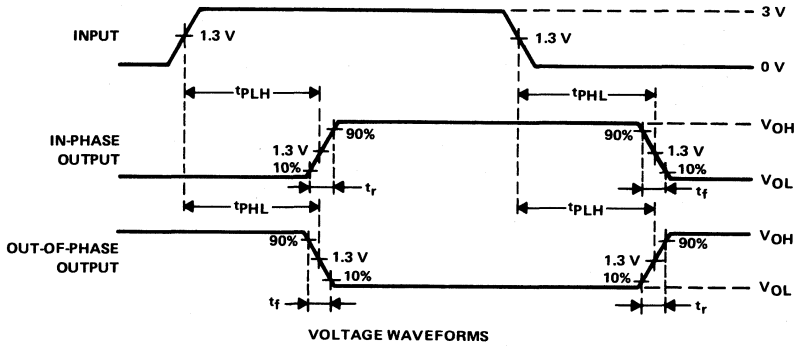 3 V
INPUT
1.3 V
1.3 V
0 V
tPLH
tPHL
VOH
IN-PHASE
OUTPUT
90%
1.3 V
10%
90%
1.3 V
10%
VOL
tr
tf
tPHL
tPLH
OUT-OF-PHASE
OUTPUT
90%
1.3 V
10%
90%
1.3 V
10%
VOH
VOL
tf
tr
VOLTAGE WAVEFORMS